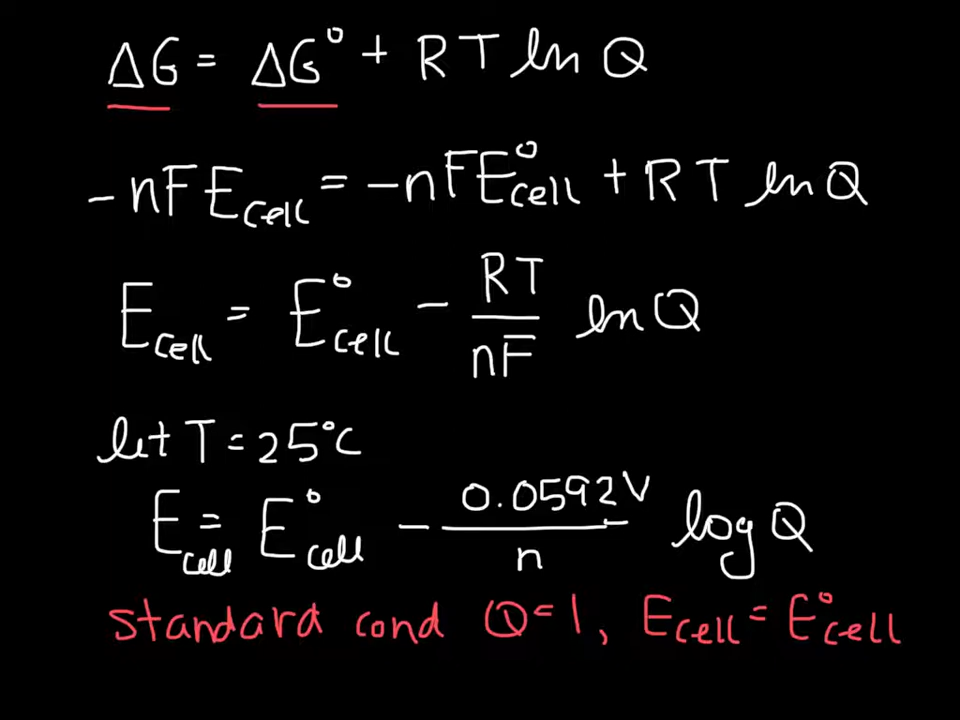 ΔG = ΔG° + RT ln Q
-nFEcell = -nFE°cell + RT ln Q
Ecell = E°cell - RT/nF ln Q
let T = 25°C
Ecell = E°cell - 0.0592V/n log Q
standard cond Q=1, Ecell = E°cell